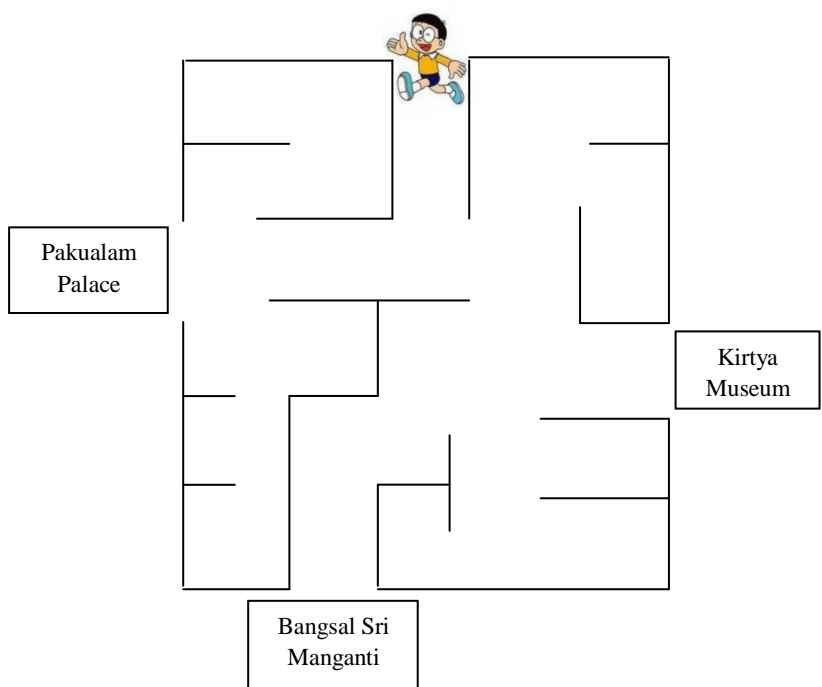 Pakualam
Palace
Kirtya
Museum
Bangsal Sri
Manganti